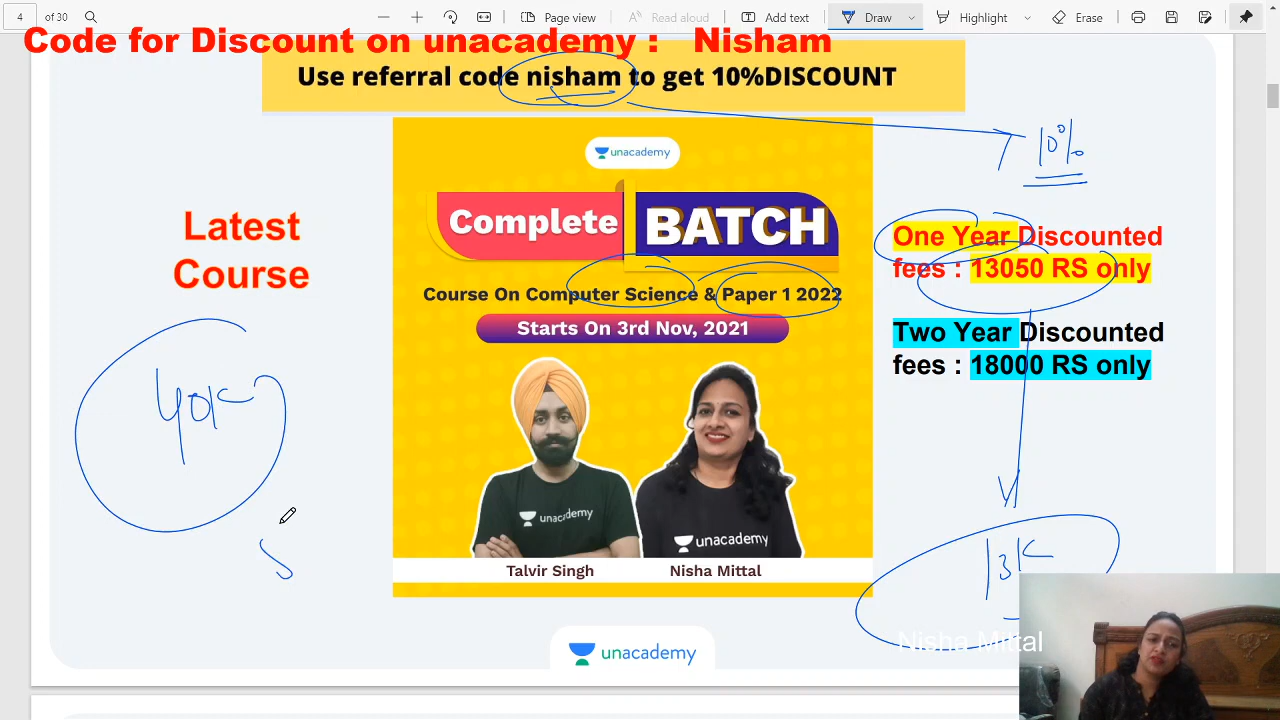 4 of 30
Page view
Read aloud
Add text
Draw
Highlight
Erase
Code for Discount on unacademy : Nisham
Use referral code nisham to get 10%DISCOUNT
10%
unacademy
Complete BATCH
Course On Computer Science & Paper 1 2022
Starts On 3rd Nov, 2021
Latest
Course
One Year Discounted
fees : 13050 RS only
Two Year Discounted
fees : 18000 RS only
40K
unacademy
unacademy
Talvir Singh
Nisha Mittal
13K
Nisha Mittal
unacademy